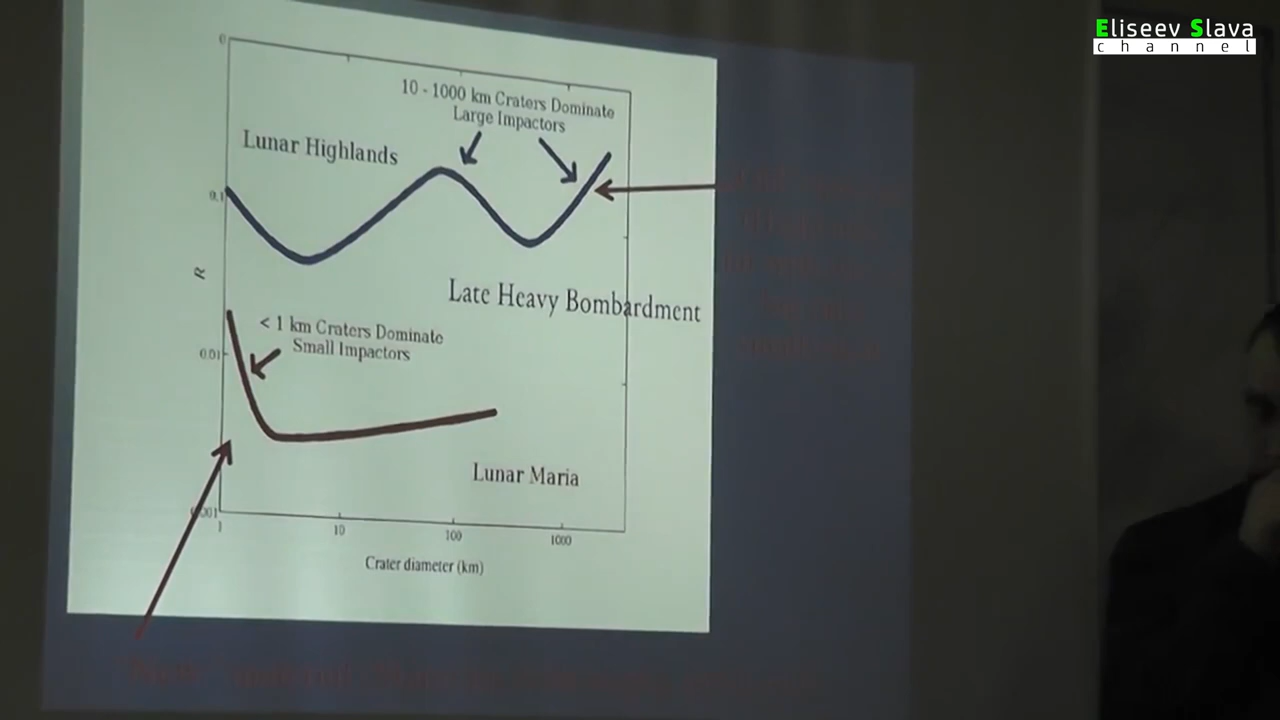 Eliseev Slava
channel
0
10 - 1000 km Craters Dominate
Large Impactors
Lunar Highlands
0.1
R
Late Heavy Bombardment
< 1 km Craters Dominate
Small Impactors
0.01
Lunar Maria
0.001
1
10
100
1000
Crater diameter (km)